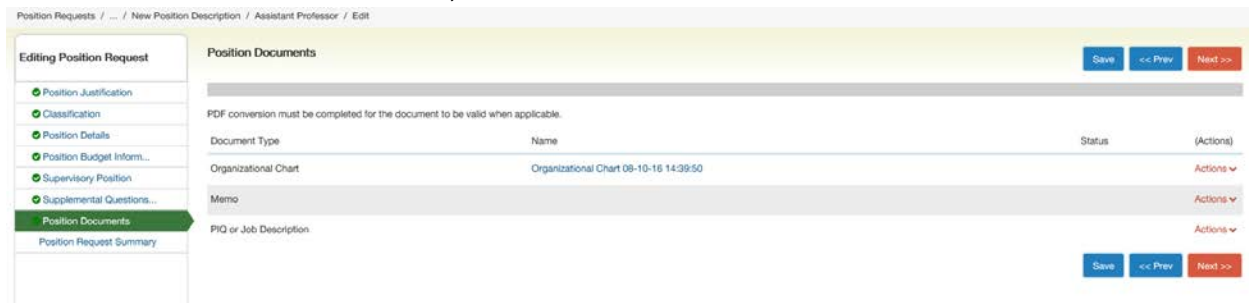 Position Requests / ... / New Position Description / Assistant Professor / Edit
Editing Position Request
Position Justification
Classification
Position Details
Position Budget Inform...
Supervisory Position
Supplemental Questions...
Position Documents
Position Request Summary
Position Documents
Save << Prev Next >>
PDF conversion must be completed for the document to be valid when applicable.
Document Type Name Status (Actions)
Organizational Chart Organizational Chart 08-10-16 14:39:50 Actions
Memo Actions
PIQ or Job Description Actions
Save << Prev Next >>